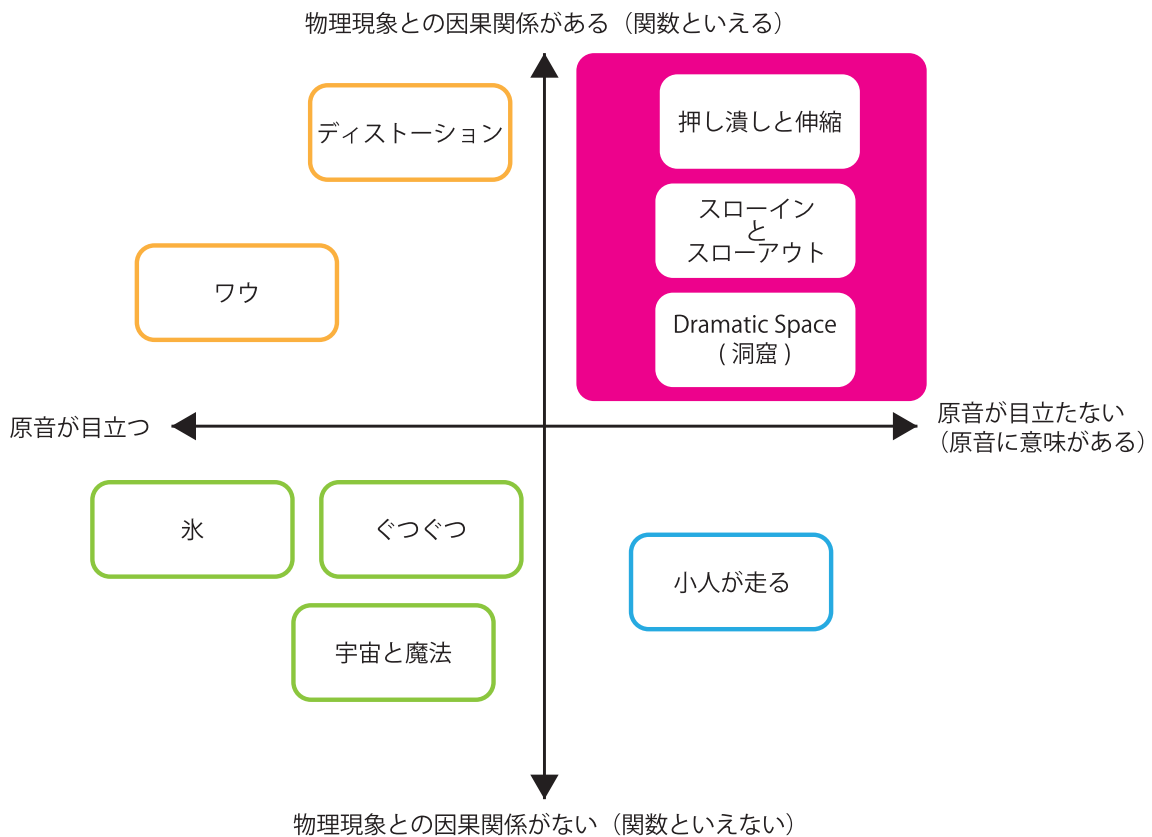 物理現象との因果関係がある（関数といえる）
ディストーション
押し潰しと伸縮
スローイン
と
スローアウト
ワウ
Dramatic Space
( 洞窟 )
原音が目立つ
原音が目立たない
（原音に意味がある）
氷
ぐつぐつ
小人が走る
宇宙と魔法
物理現象との因果関係がない（関数といえない）